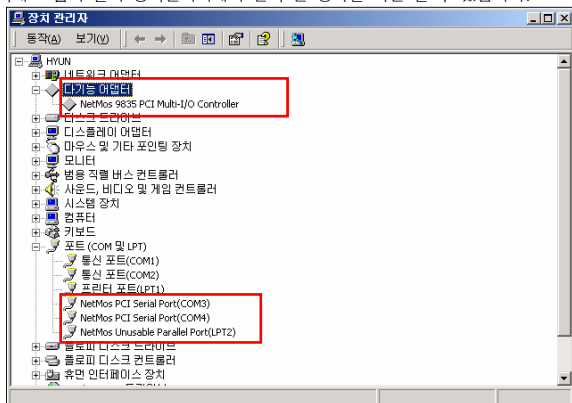 장치 관리자
동작(A) 보기(V)
HYUN
네트워크 어댑터
다기능 어댑터
NetMos 9835 PCI Multi-I/O Controller
디스크 드라이브
디스플레이 어댑터
마우스 및 기타 포인팅 장치
모니터
범용 직렬 버스 컨트롤러
사운드, 비디오 및 게임 컨트롤러
시스템 장치
컴퓨터
키보드
포트 (COM 및 LPT)
통신 포트(COM1)
통신 포트(COM2)
프린터 포트(LPT1)
NetMos PCI Serial Port(COM3)
NetMos PCI Serial Port(COM4)
NetMos Unusable Parallel Port(LPT2)
플로피 디스크 드라이브
플로피 디스크 컨트롤러
휴먼 인터페이스 장치